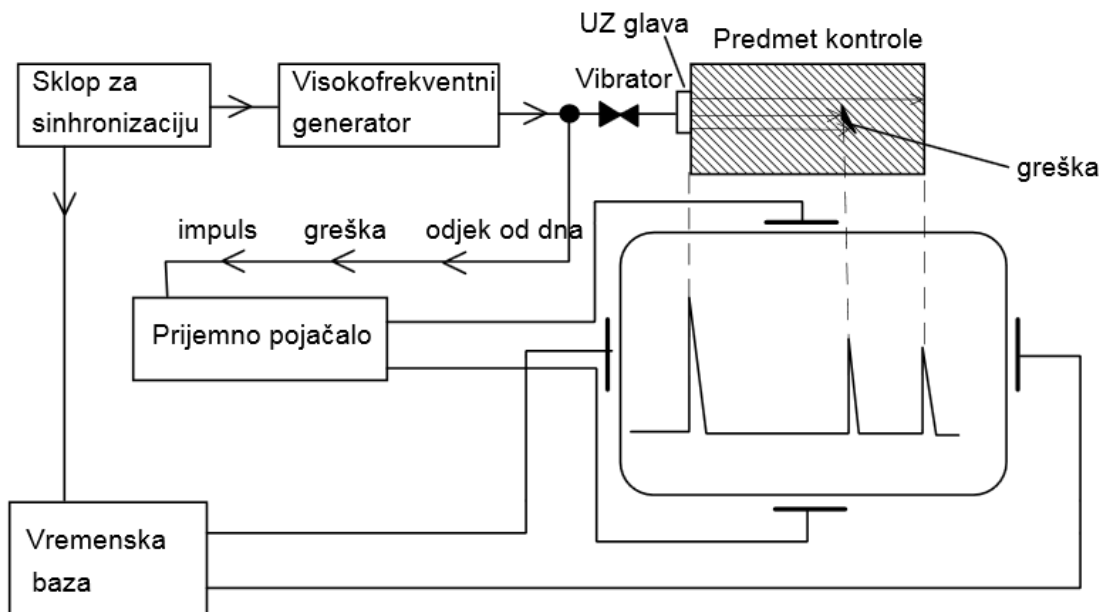 UZ glava
Predmet kontrole
Sklop za
sinhronizaciju
Visokofrekventni
generator
Vibrator
greška
impuls
greška
odjek od dna
Prijemno pojačalo
Vremenska
baza